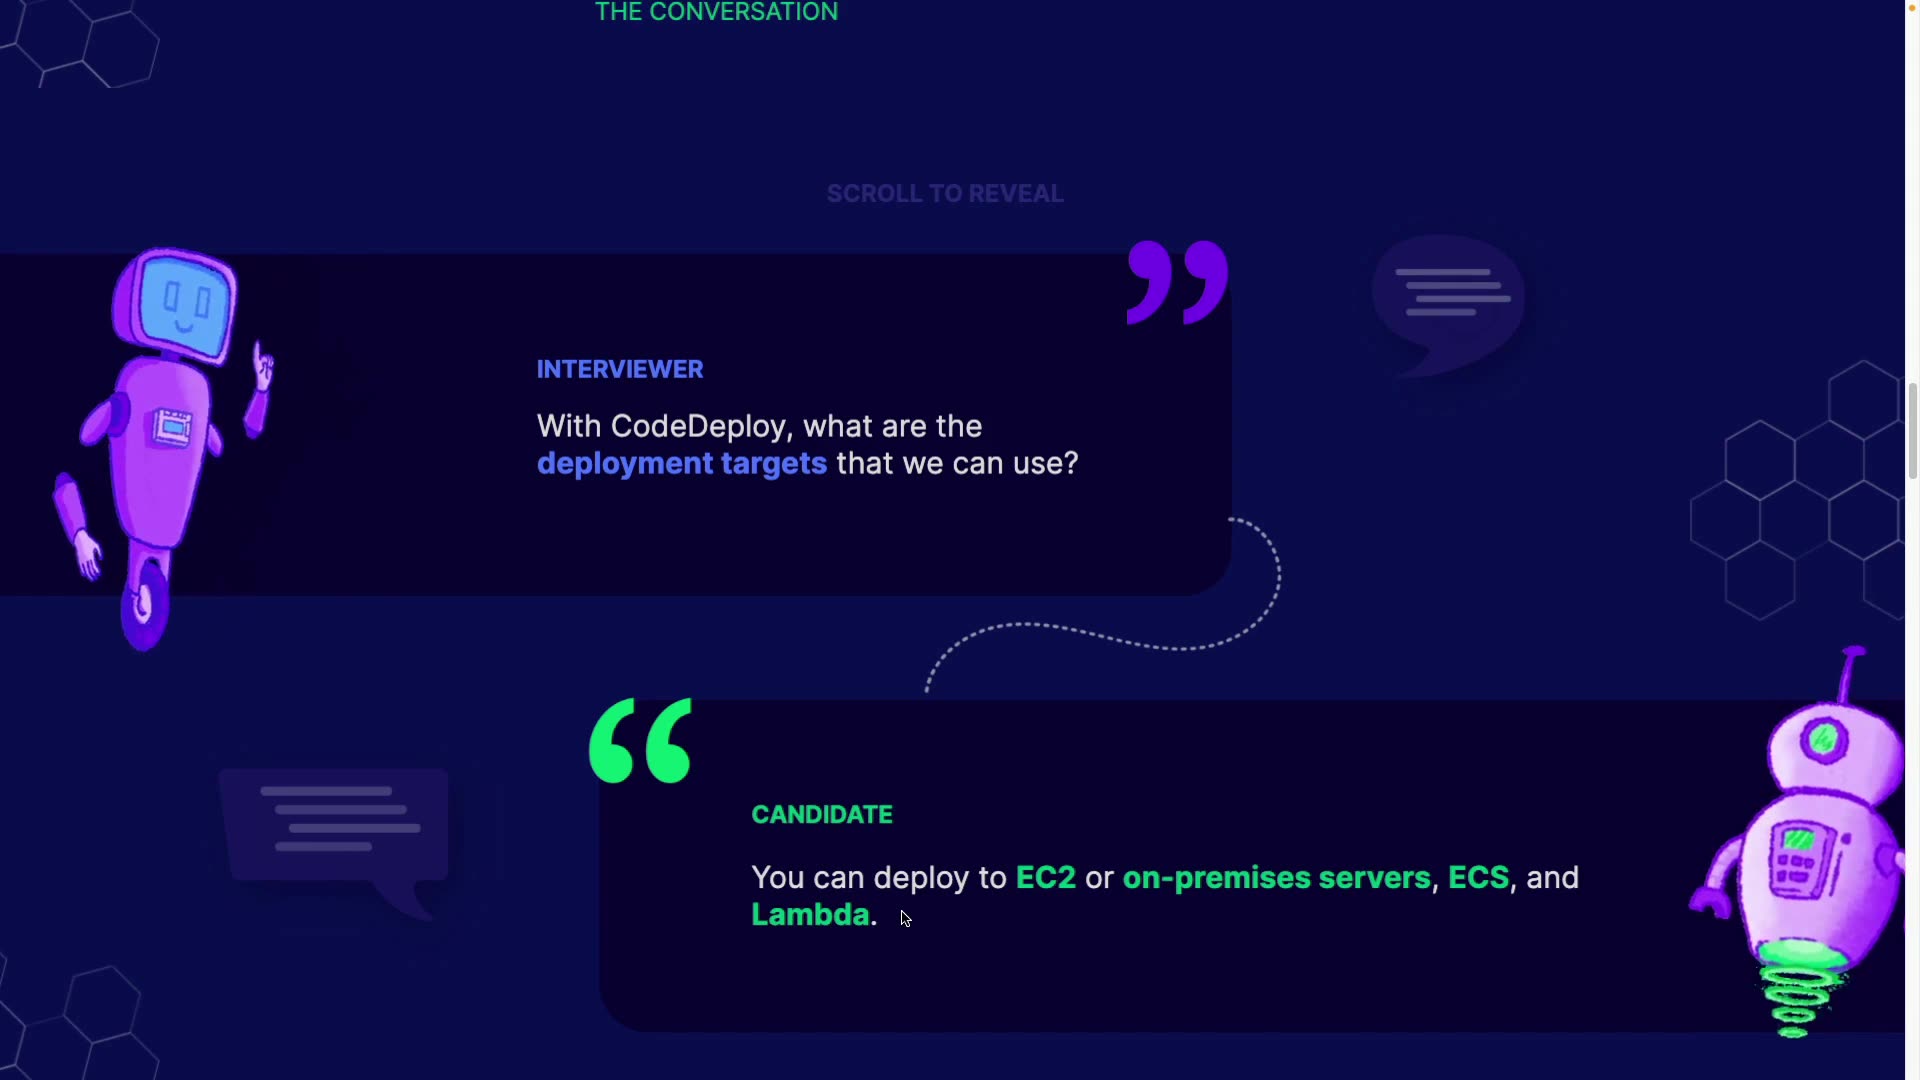 THE CONVERSATION
SCROLL TO REVEAL
INTERVIEWER
With CodeDeploy, what are the
deployment targets that we can use?
CANDIDATE
You can deploy to EC2 or on-premises servers, ECS, and
Lambda.